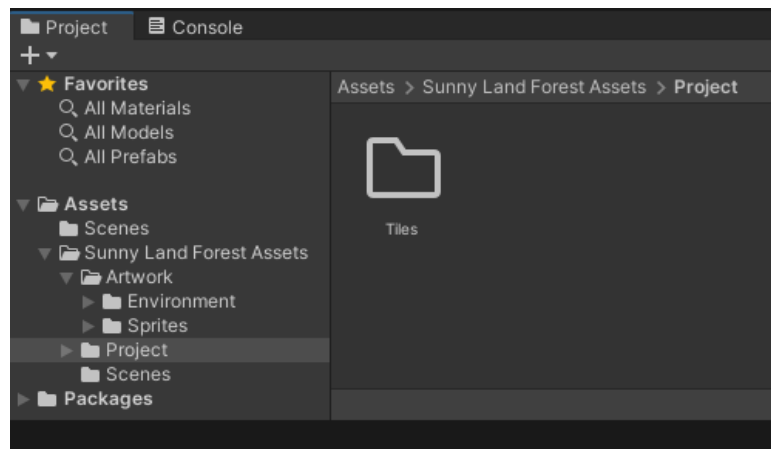 Project Console
Favorites
All Materials
All Models
All Prefabs
Assets
Scenes
Sunny Land Forest Assets
Artwork
Environment
Sprites
Project
Scenes
Packages
Assets > Sunny Land Forest Assets > Project
Tiles